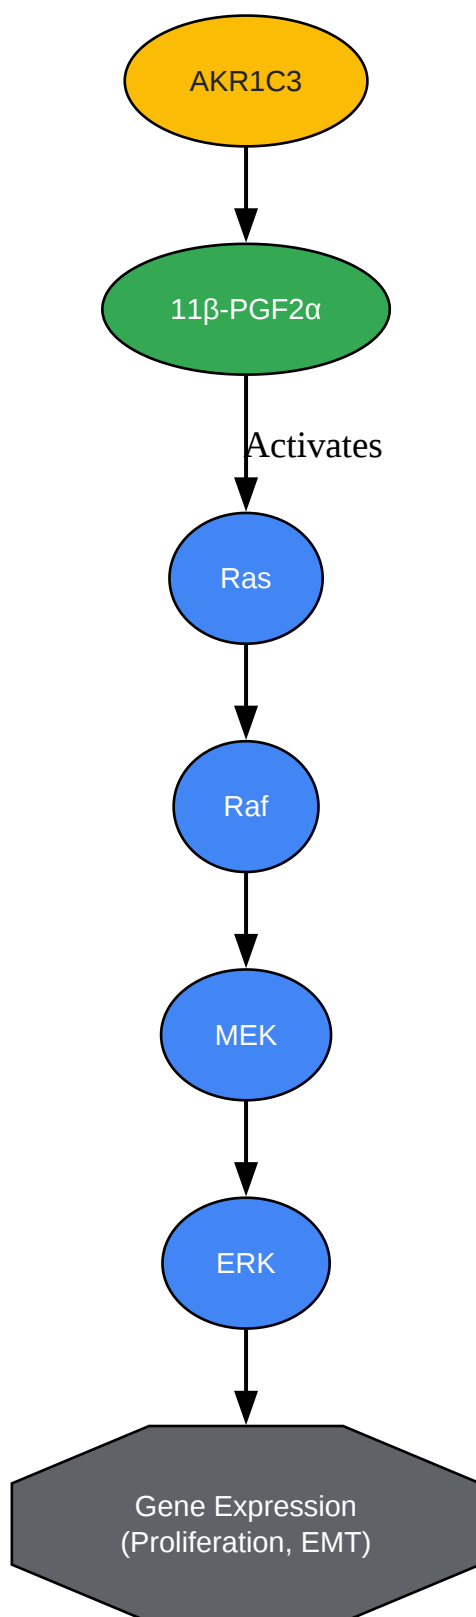 AKR1C3
11β-PGF2α
Activates
Ras
Raf
MEK
ERK
Gene Expression
(Proliferation, EMT)